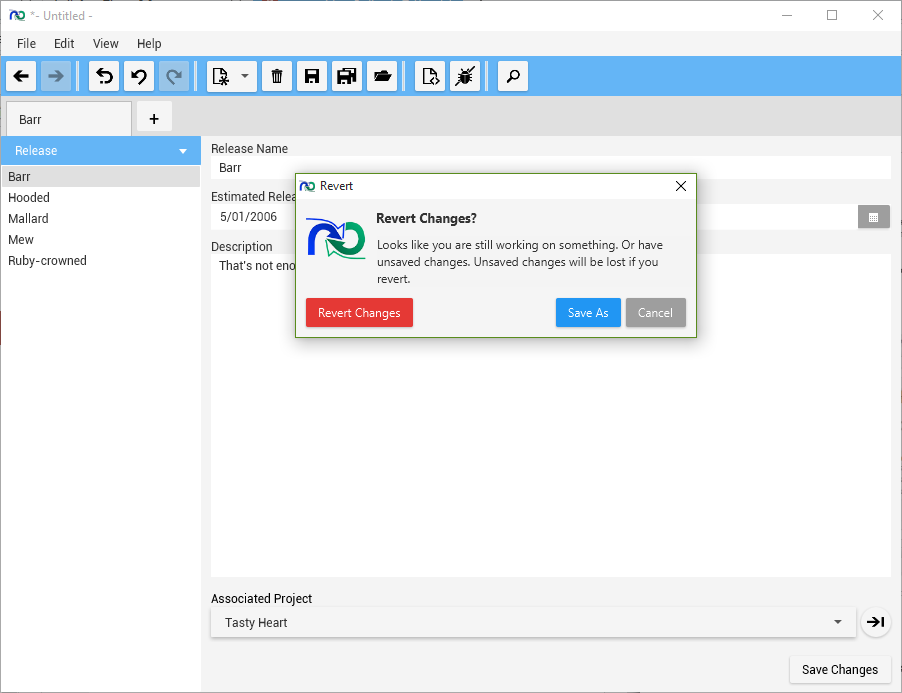 *- Untitled -
File Edit View Help
Barr
+
Release
Barr
Hooded
Mallard
Mew
Ruby-crowned
Release Name
Barr
Estimated Relea
5/01/2006
Description
That's not eno
Revert
Revert Changes?
Looks like you are still working on something. Or have
unsaved changes. Unsaved changes will be lost if you
revert.
Revert Changes Save As Cancel
Associated Project
Tasty Heart
Save Changes